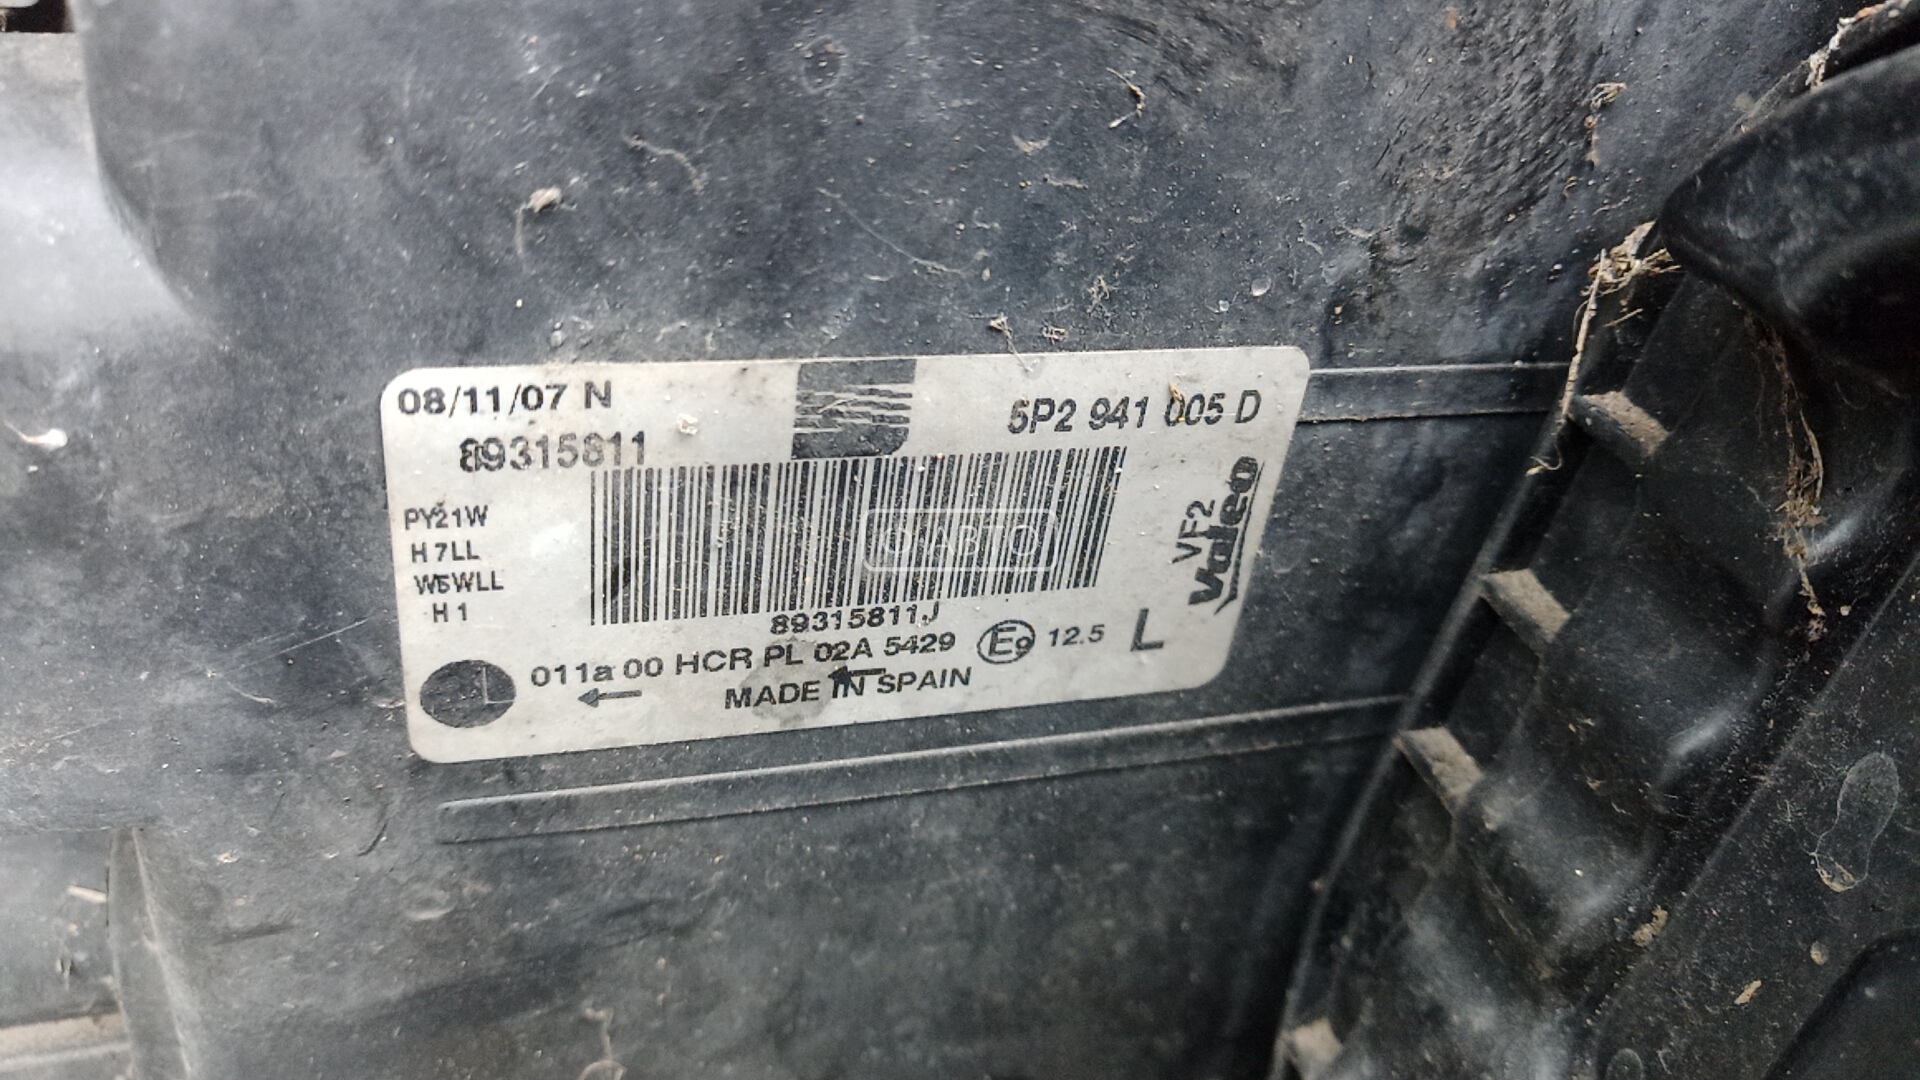 08/11/07 N
5P2 941 005 D
89315811
PY21W
H 7LL
W5WLL
H 1
VF2
Valeo
Ю АВТО
89315811J
011a 00 HCR PL 02A 5429 E9 12.5 L
MADE IN SPAIN